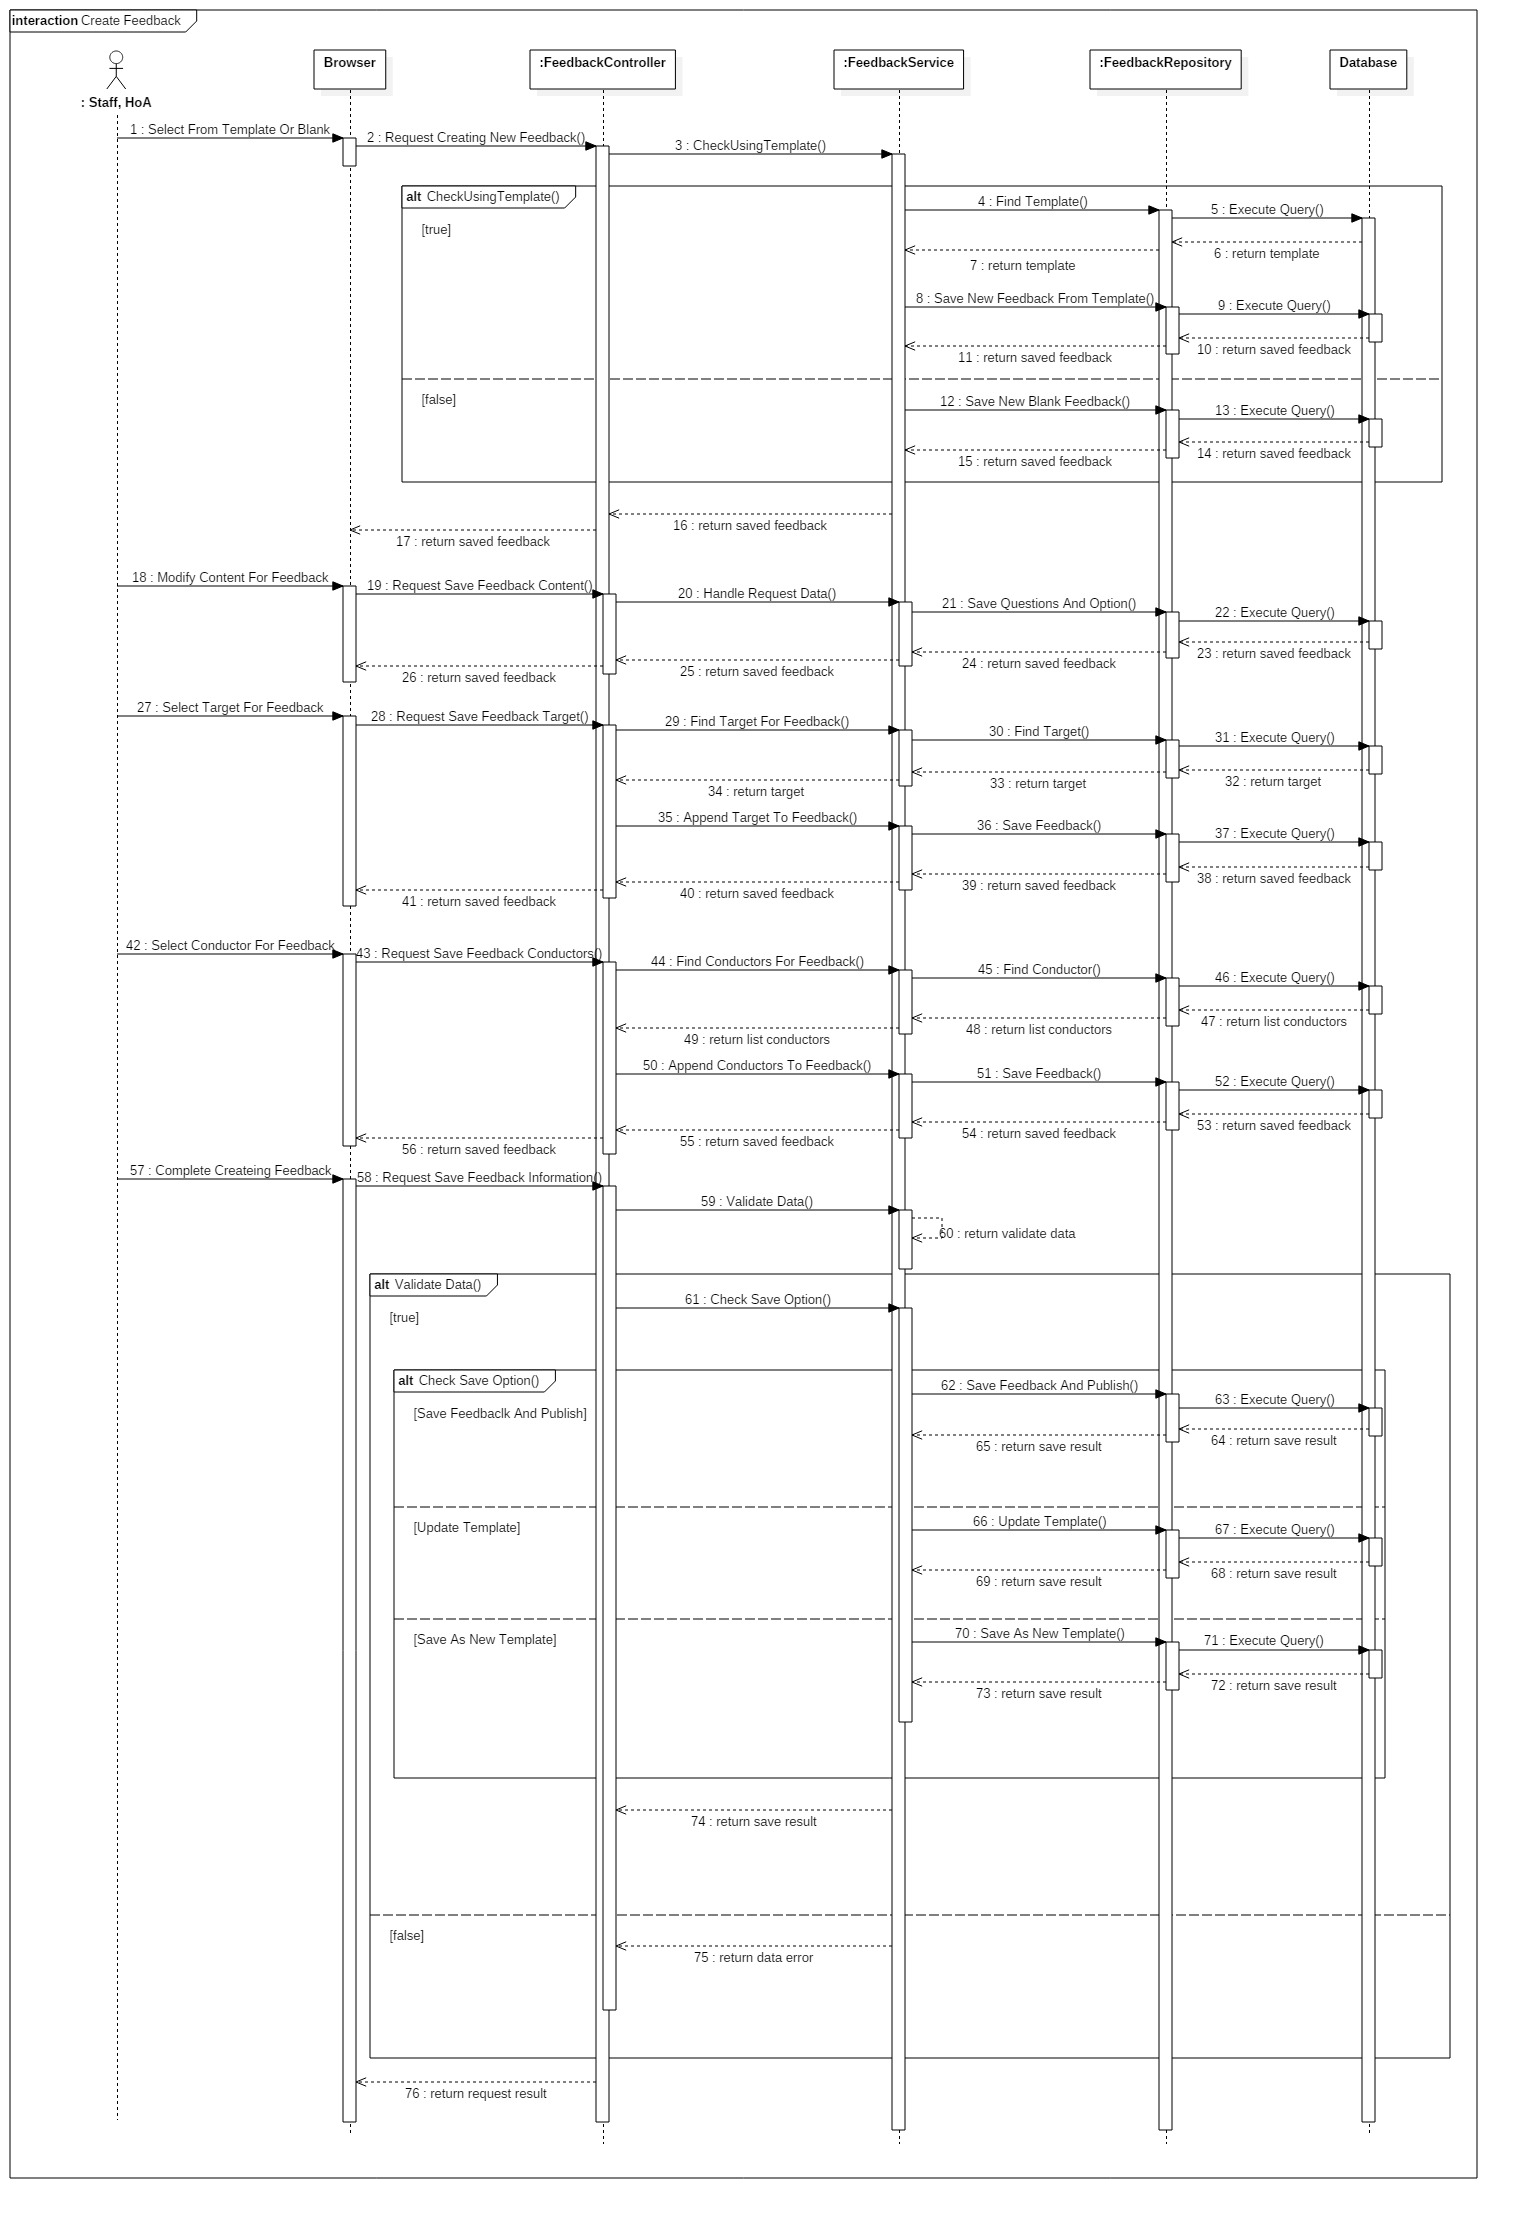 interaction Create Feedback
Browser
:FeedbackController
:FeedbackService
:FeedbackRepository
Database
: Staff, HoA
1 : Select From Template Or Blank
2 : Request Creating New Feedback()
3 : CheckUsingTemplate()
alt CheckUsingTemplate()
4 : Find Template()
5 : Execute Query()
[true]
6 : return template
7 : return template
8 : Save New Feedback From Template()
9 : Execute Query()
10 : return saved feedback
11 : return saved feedback
[false]
12 : Save New Blank Feedback()
13 : Execute Query()
14 : return saved feedback
15 : return saved feedback
16 : return saved feedback
17 : return saved feedback
18 : Modify Content For Feedback
19 : Request Save Feedback Content()
20 : Handle Request Data()
21 : Save Questions And Option()
22 : Execute Query()
23 : return saved feedback
24 : return saved feedback
25 : return saved feedback
26 : return saved feedback
27 : Select Target For Feedback
28 : Request Save Feedback Target()
29 : Find Target For Feedback()
30 : Find Target()
31 : Execute Query()
32 : return target
33 : return target
34 : return target
35 : Append Target To Feedback()
36 : Save Feedback()
37 : Execute Query()
38 : return saved feedback
39 : return saved feedback
40 : return saved feedback
41 : return saved feedback
42 : Select Conductor For Feedback
43 : Request Save Feedback Conductors()
44 : Find Conductors For Feedback()
45 : Find Conductor()
46 : Execute Query()
47 : return list conductors
48 : return list conductors
49 : return list conductors
50 : Append Conductors To Feedback()
51 : Save Feedback()
52 : Execute Query()
53 : return saved feedback
54 : return saved feedback
55 : return saved feedback
56 : return saved feedback
57 : Complete Createing Feedback
58 : Request Save Feedback Information()
59 : Validate Data()
60 : return validate data
alt Validate Data()
61 : Check Save Option()
[true]
alt Check Save Option()
62 : Save Feedback And Publish()
63 : Execute Query()
[Save Feedbaclk And Publish]
64 : return save result
65 : return save result
[Update Template]
66 : Update Template()
67 : Execute Query()
68 : return save result
69 : return save result
[Save As New Template]
70 : Save As New Template()
71 : Execute Query()
72 : return save result
73 : return save result
74 : return save result
[false]
75 : return data error
76 : return request result